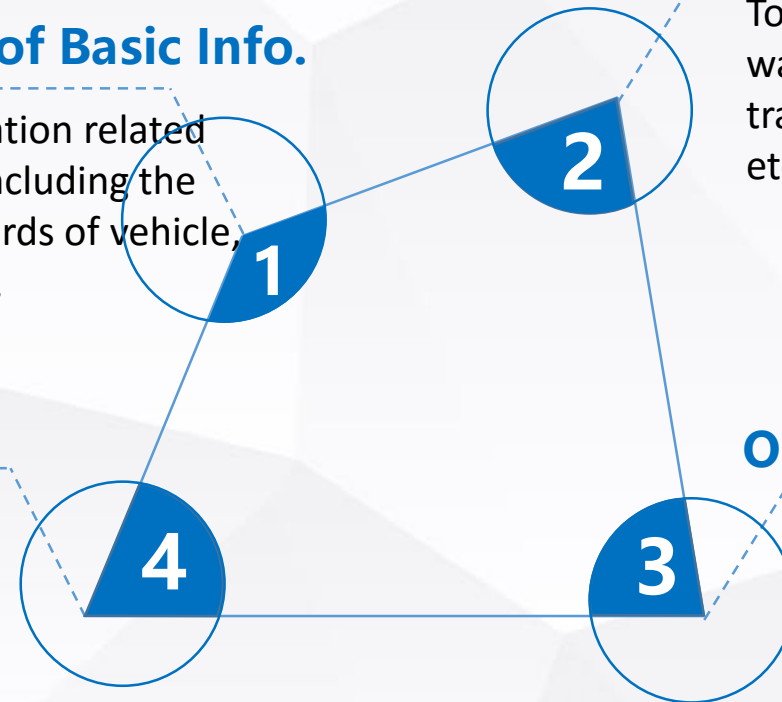 of Basic Info.
ation related
ncluding the
rds of vehicle,
1
2
To
wa
tra
et
O
3
4